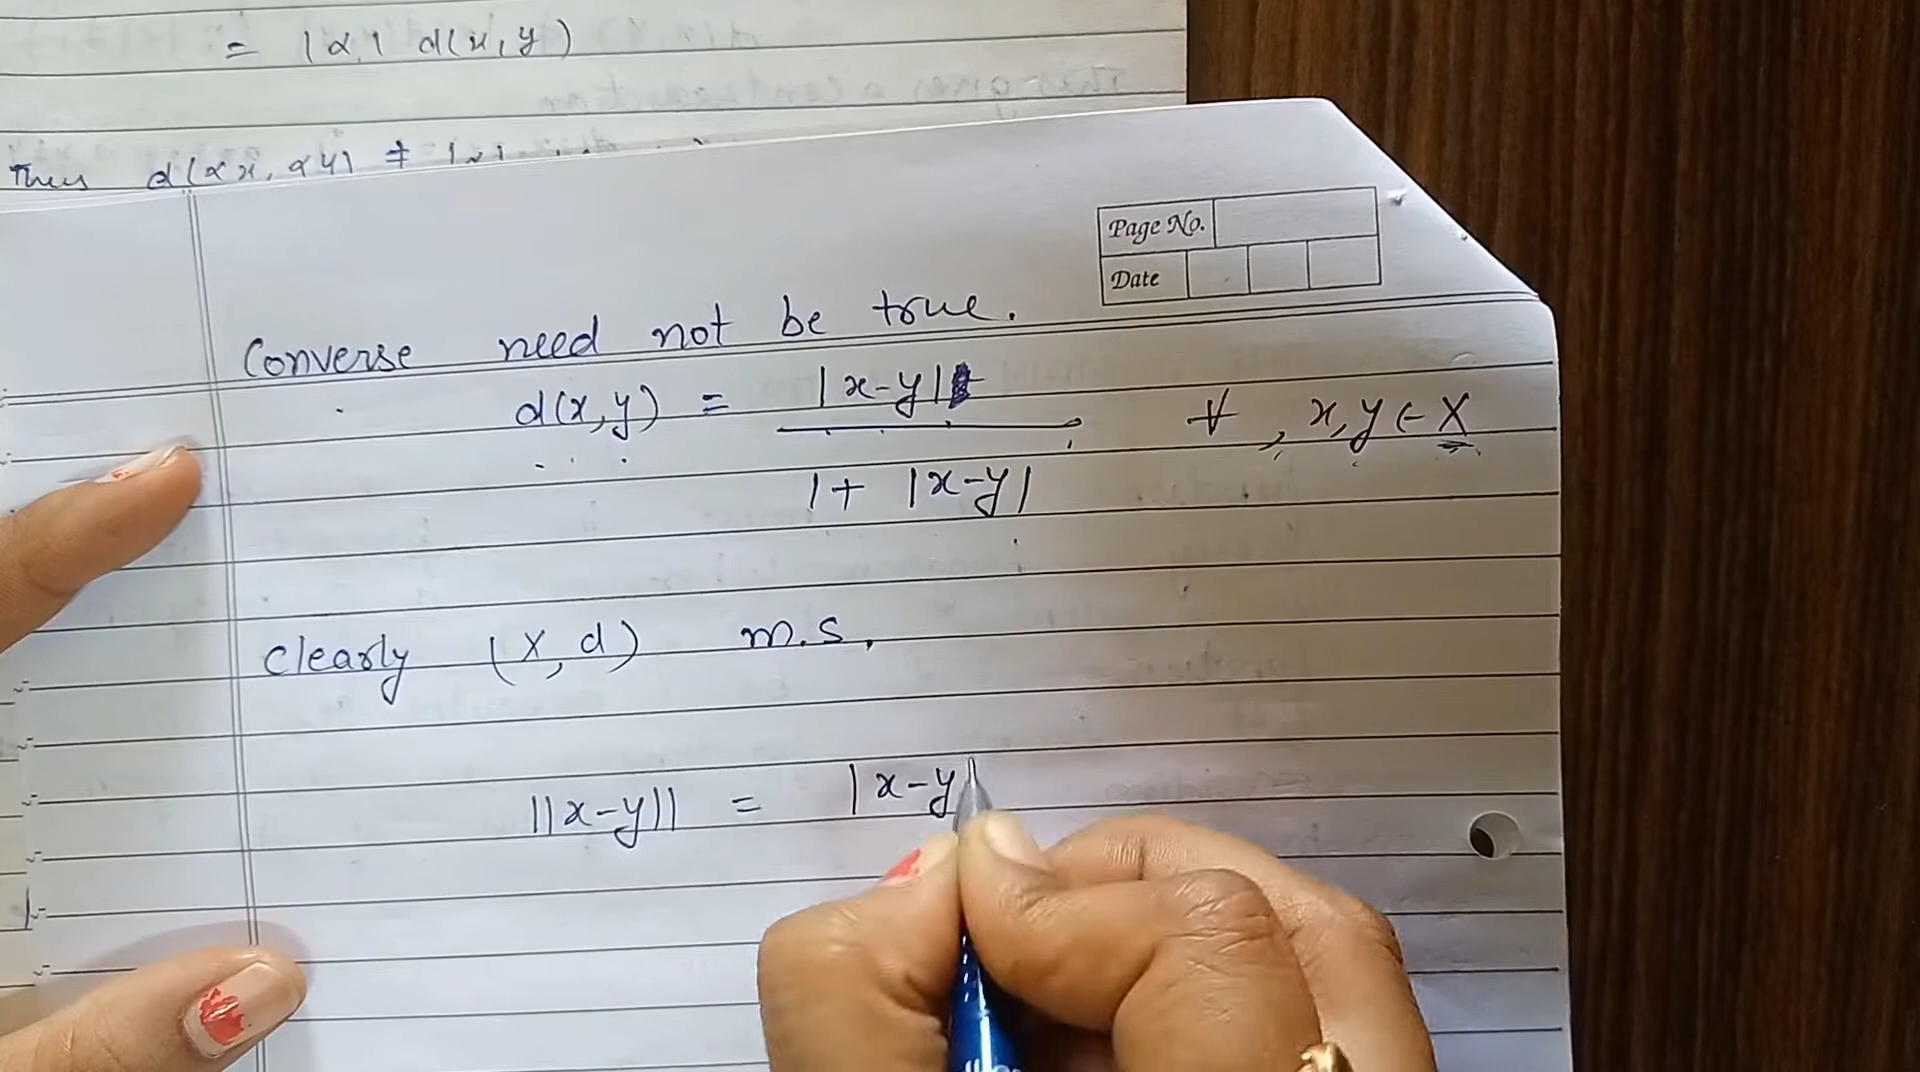 = |α| d(x, y)
Thus d(αx, αy) ≠
Page No.
Date
Converse need not be true.
d(x,y) = |x-y| / 1 + |x-y| ∀, x,y ∈ X
Clearly (X, d) m.s.
||x-y|| = |x-y|